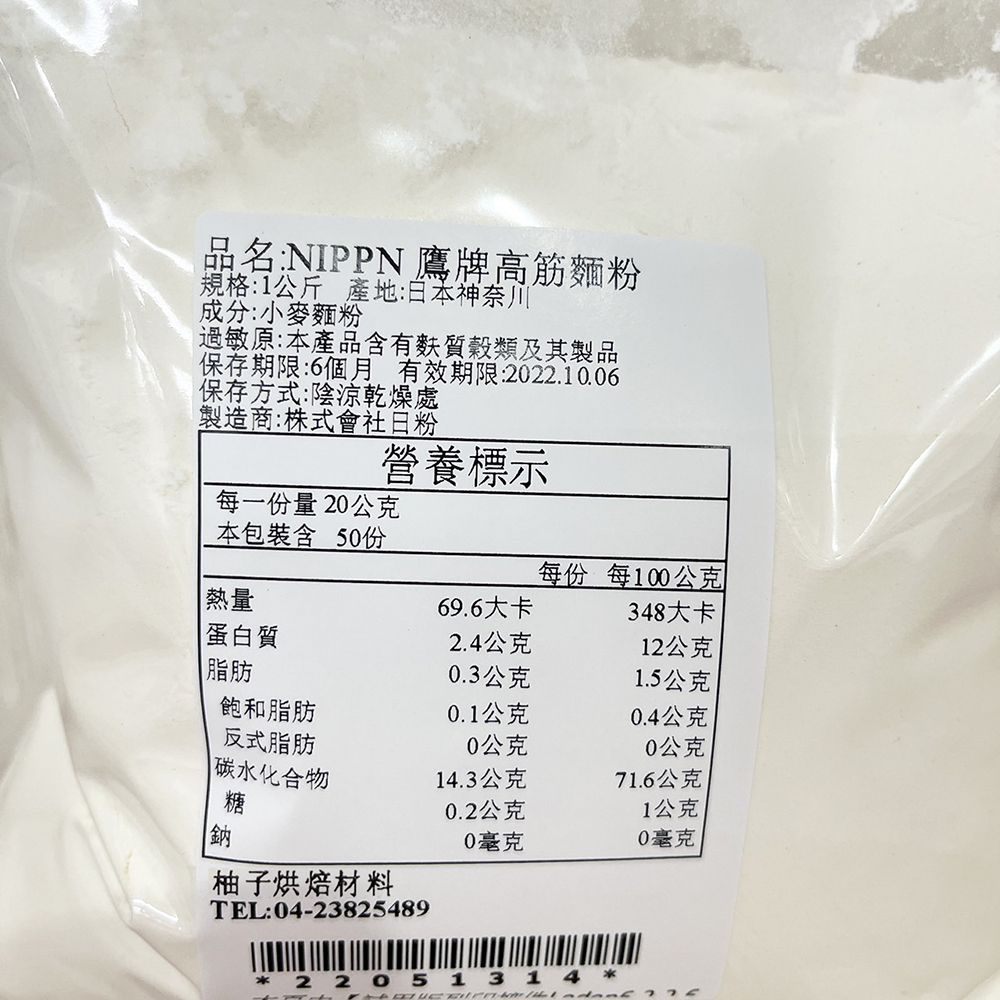 品名:NIPPN 鷹牌高筋麵粉
規格:1公斤 產地:日本神奈川
成分:小麥麵粉
過敏原:本產品含有麩質穀類及其製品
保存期限:6個月 有效期限:2022.10.06
保存方式:陰涼乾燥處
製造商:株式會社日粉
營養標示
每一份量 20公克
本包裝含 50份
每份 每100公克
熱量 69.6大卡 348大卡
蛋白質 2.4公克 12公克
脂肪 0.3公克 1.5公克
飽和脂肪 0.1公克 0.4公克
反式脂肪 0公克 0公克
碳水化合物 14.3公克 71.6公克
糖 0.2公克 1公克
鈉 0毫克 0毫克
柚子烘焙材料
TEL:04-23825489
*22051314*